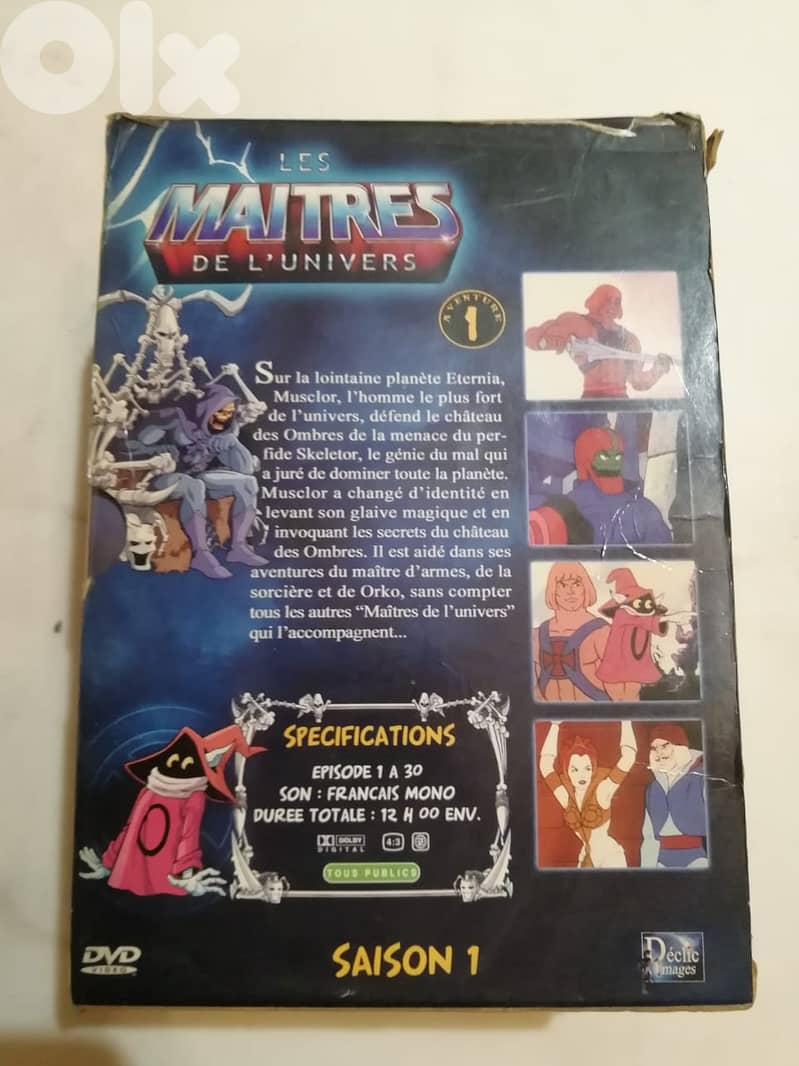 Olx
LES
MAITRES
DE L'UNIVERS
AVENTURE
1
Sur la lointaine planète Eternia,
Musclor, l'homme le plus fort
de l'univers, défend le château
des Ombres de la menace du per-
fide Skeletor, le génie du mal qui
a juré de dominer toute la planète.
Musclor a changé d'identité en
levant son glaive magique et en
invoquant les secrets du château
des Ombres. Il est aidé dans ses
aventures du maître d'armes, de la
sorcière et de Orko, sans compter
tous les autres "Maîtres de l'univers"
qui l'accompagnent...
SPECIFICATIONS
EPISODE 1 A 30
SON : FRANCAIS MONO
DUREE TOTALE : 12 H 00 ENV.
DOLBY
DIGITAL
4:3
TOUS PUBLICS
O
DVD
VIDEO
SAISON 1
Déclic
Images